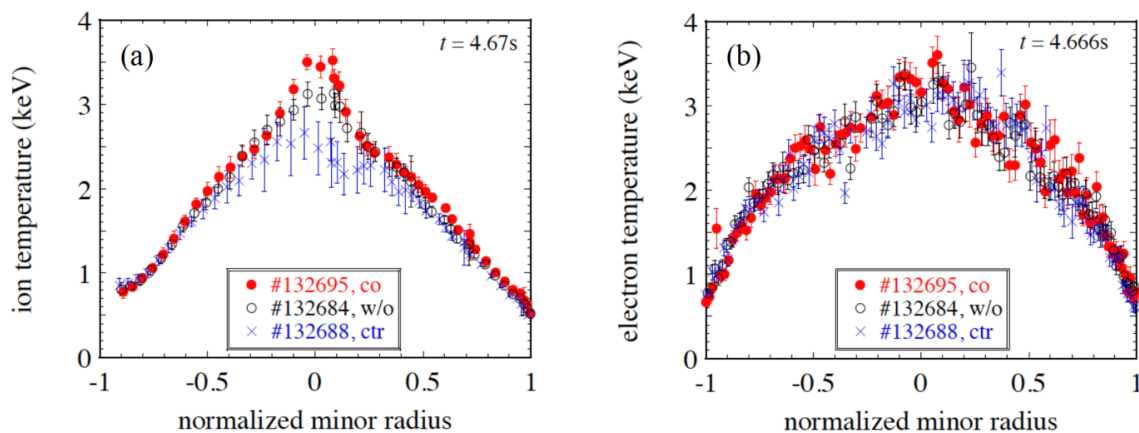 (a)
t = 4.67s
ion temperature (keV)
4
3
2
1
0
#132695, co
#132684, w/o
#132688, ctr
-1
-0.5
0
0.5
1
normalized minor radius
(b)
t = 4.666s
electron temperature (keV)
4
3
2
1
0
#132695, co
#132684, w/o
#132688, ctr
-1
-0.5
0
0.5
1
normalized minor radius